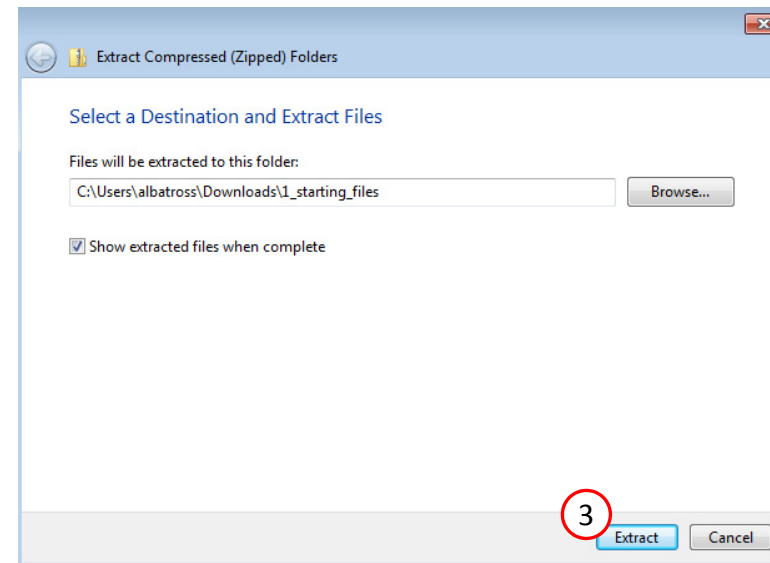 Extract Compressed (Zipped) Folders
Select a Destination and Extract Files
Files will be extracted to this folder:
C:\Users\albatross\Downloads\1_starting_files
Browse...
Show extracted files when complete
3
Extract
Cancel